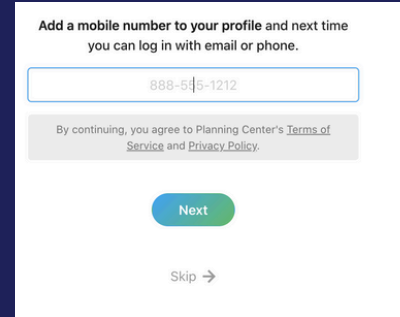 Add a mobile number to your profile and next time
you can log in with email or phone.
888-555-1212
By continuing, you agree to Planning Center's Terms of
Service and Privacy Policy.
Next
Skip →